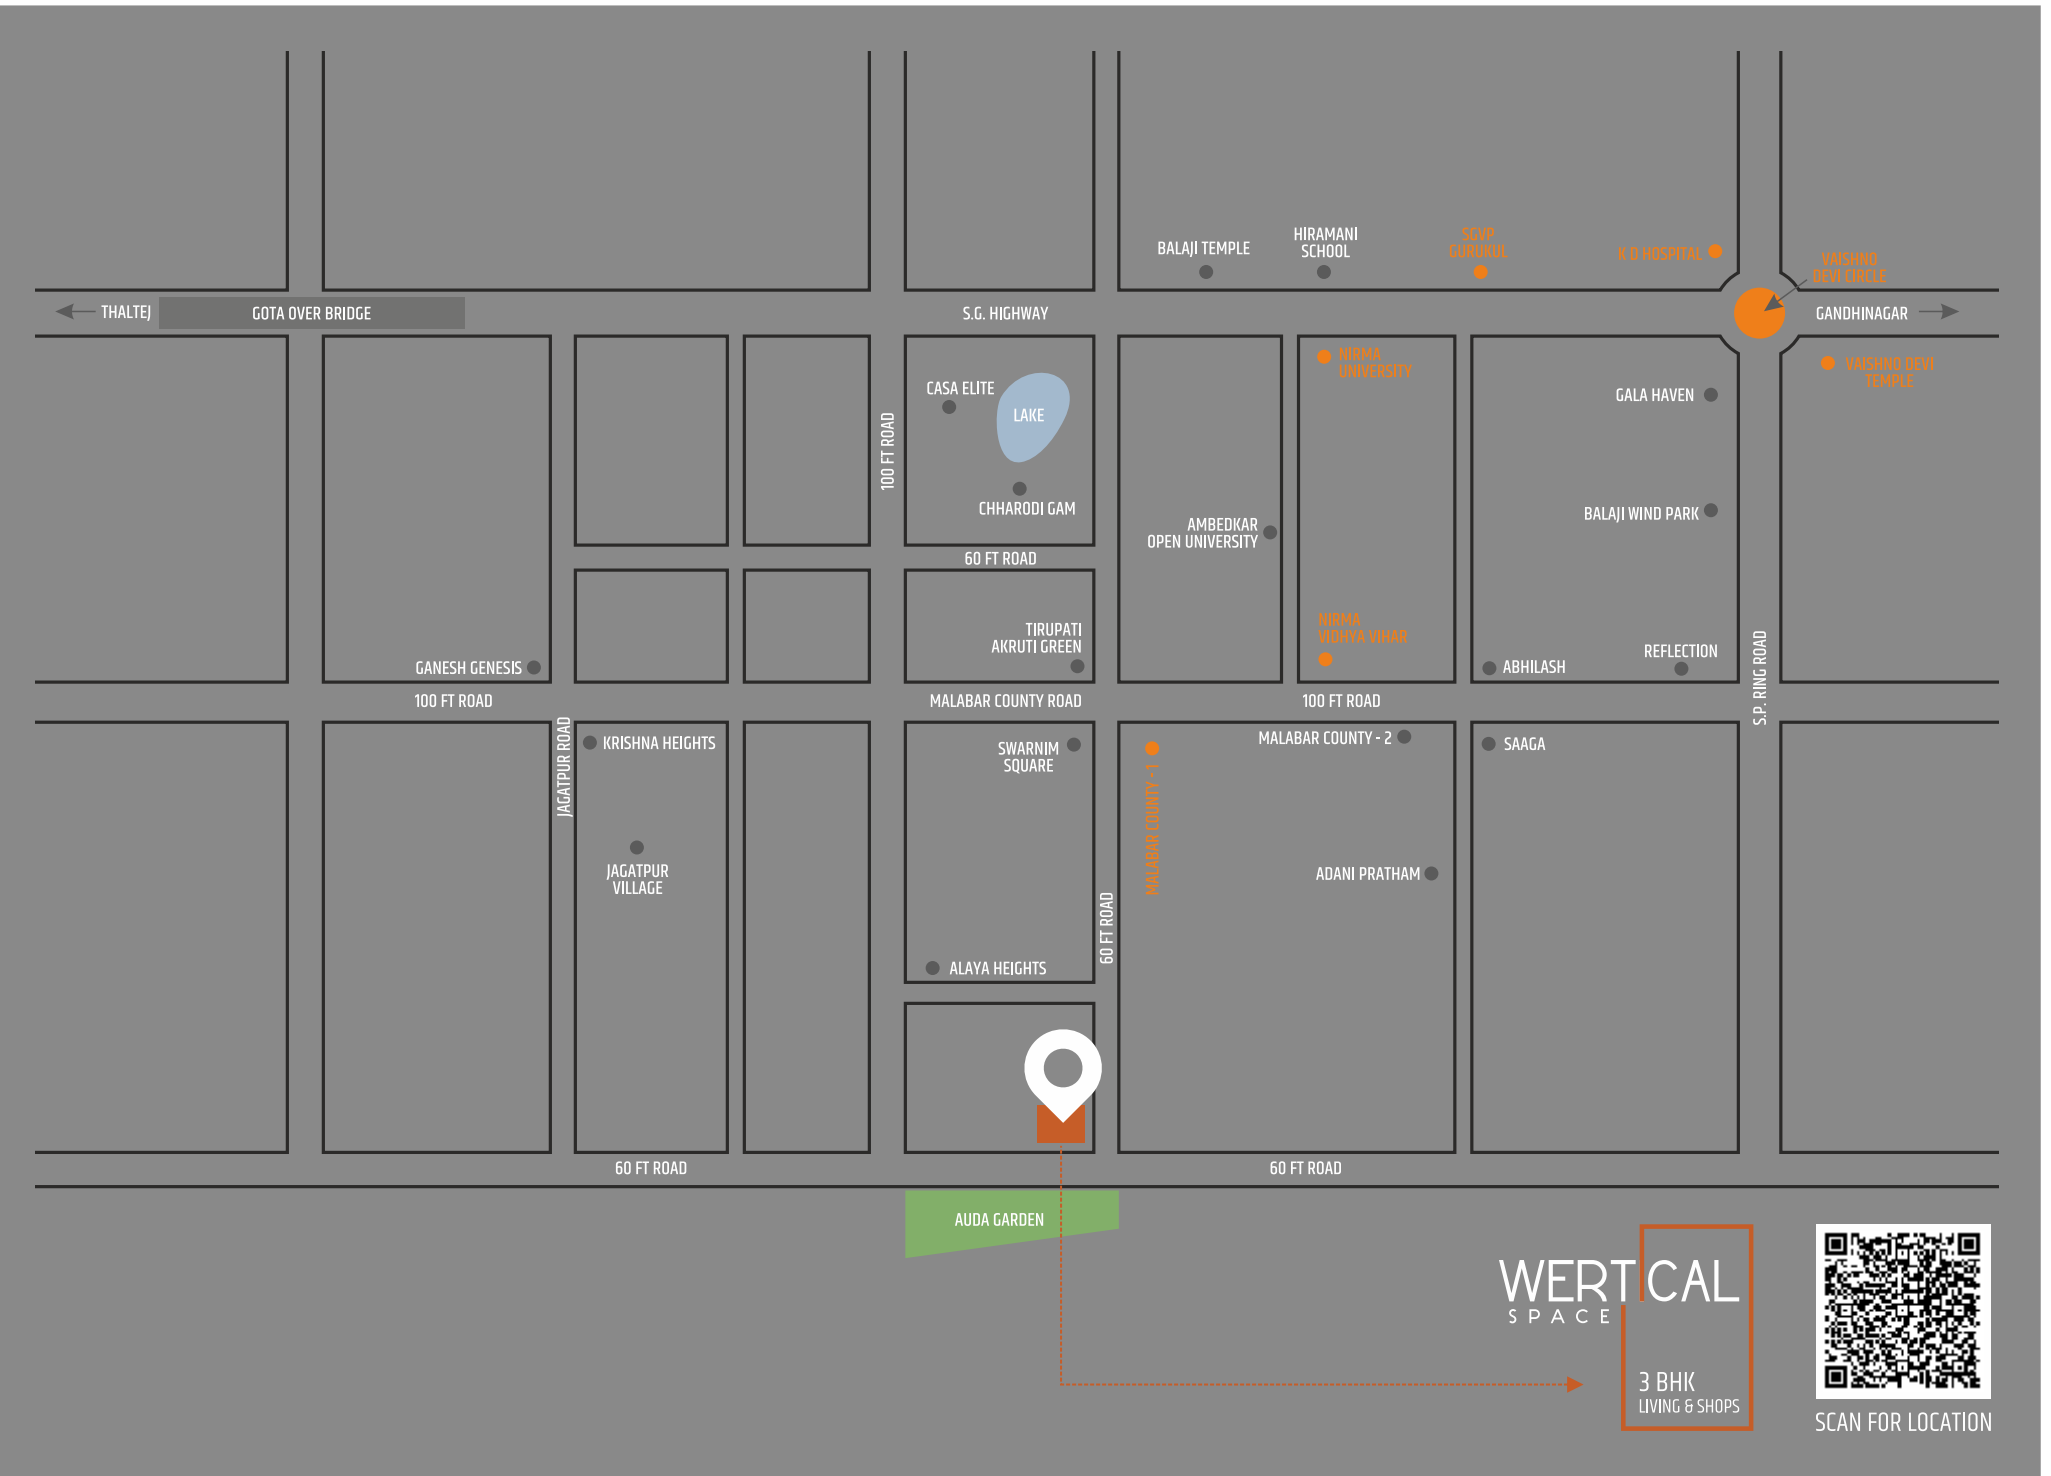 BALAJI TEMPLE
HIRAMANI
SCHOOL
SGVP
GURUKUL
K D HOSPITAL
VAISHNO
DEVI CIRCLE
THALTEJ
GOTA OVER BRIDGE
S.G. HIGHWAY
GANDHINAGAR
NIRMA
UNIVERSITY
VAISHNO DEVI
TEMPLE
CASA ELITE
LAKE
GALA HAVEN
100 FT ROAD
CHHARODI GAM
BALAJI WIND PARK
AMBEDKAR
OPEN UNIVERSITY
60 FT ROAD
TIRUPATI
AKRUTI GREEN
NIRMA
VIDHYA VIHAR
GANESH GENESIS
ABHILASH
REFLECTION
S.P. RING ROAD
100 FT ROAD
MALABAR COUNTY ROAD
100 FT ROAD
JAGATPUR ROAD
KRISHNA HEIGHTS
SWARNIM
SQUARE
MALABAR COUNTY - 1
MALABAR COUNTY - 2
SAAGA
JAGATPUR
VILLAGE
ADANI PRATHAM
60 FT ROAD
ALAYA HEIGHTS
60 FT ROAD
60 FT ROAD
AUDA GARDEN
WERTICAL
SPACE
3 BHK
LIVING & SHOPS
SCAN FOR LOCATION